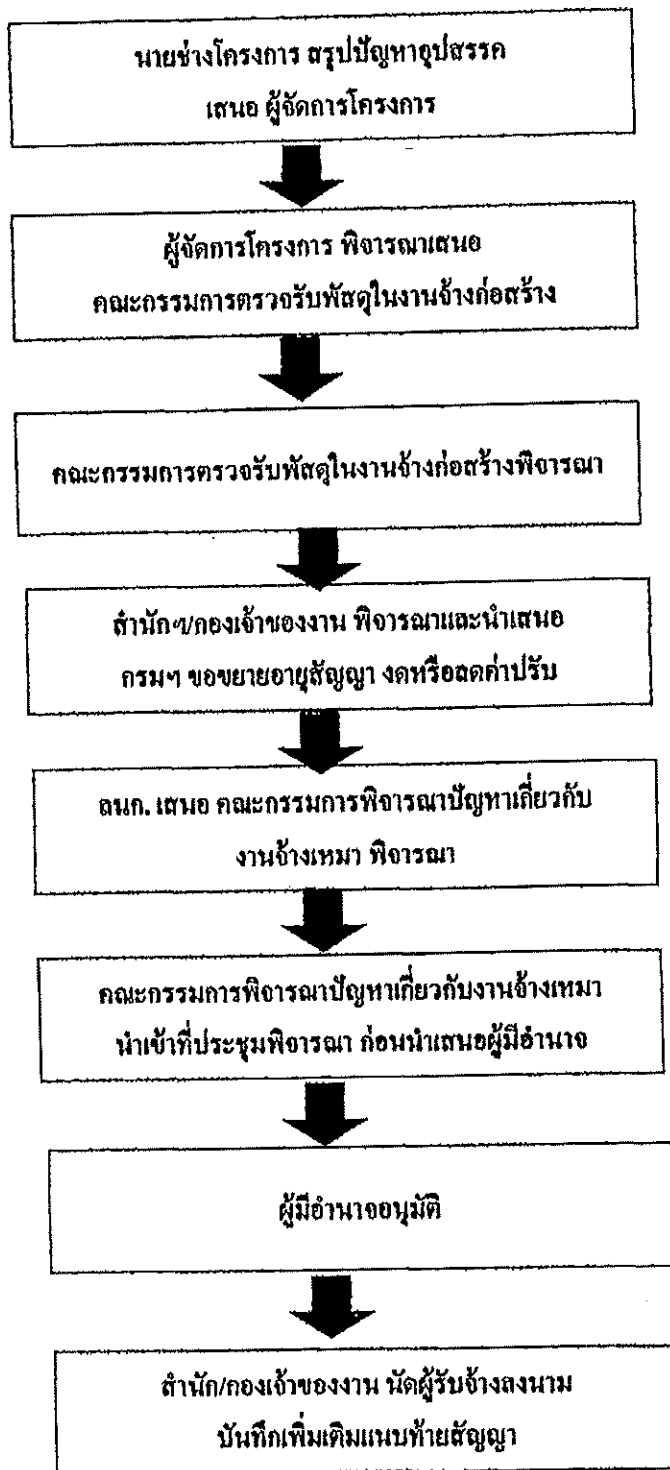 นายช่างโครงการ สรุปปัญหาอุปสรรค
เสนอ ผู้จัดการโครงการ
ผู้จัดการโครงการ พิจารณาเสนอ
คณะกรรมการตรวจรับพัสดุในงานจ้างก่อสร้าง
คณะกรรมการตรวจรับพัสดุในงานจ้างก่อสร้างพิจารณา
สำนักฯ/กองเจ้าของงาน พิจารณาและนำเสนอ
กรมฯ ขอขยายอายุสัญญา งดหรือลดค่าปรับ
ลนก. เสนอ คณะกรรมการพิจารณาปัญหาเกี่ยวกับ
งานจ้างเหมา พิจารณา
คณะกรรมการพิจารณาปัญหาเกี่ยวกับงานจ้างเหมา
นำเข้าที่ประชุมพิจารณา ก่อนนำเสนอผู้มีอำนาจ
ผู้มีอำนาจอนุมัติ
สำนัก/กองเจ้าของงาน นัดผู้รับจ้างลงนาม
บันทึกเพิ่มเติมแนบท้ายสัญญา